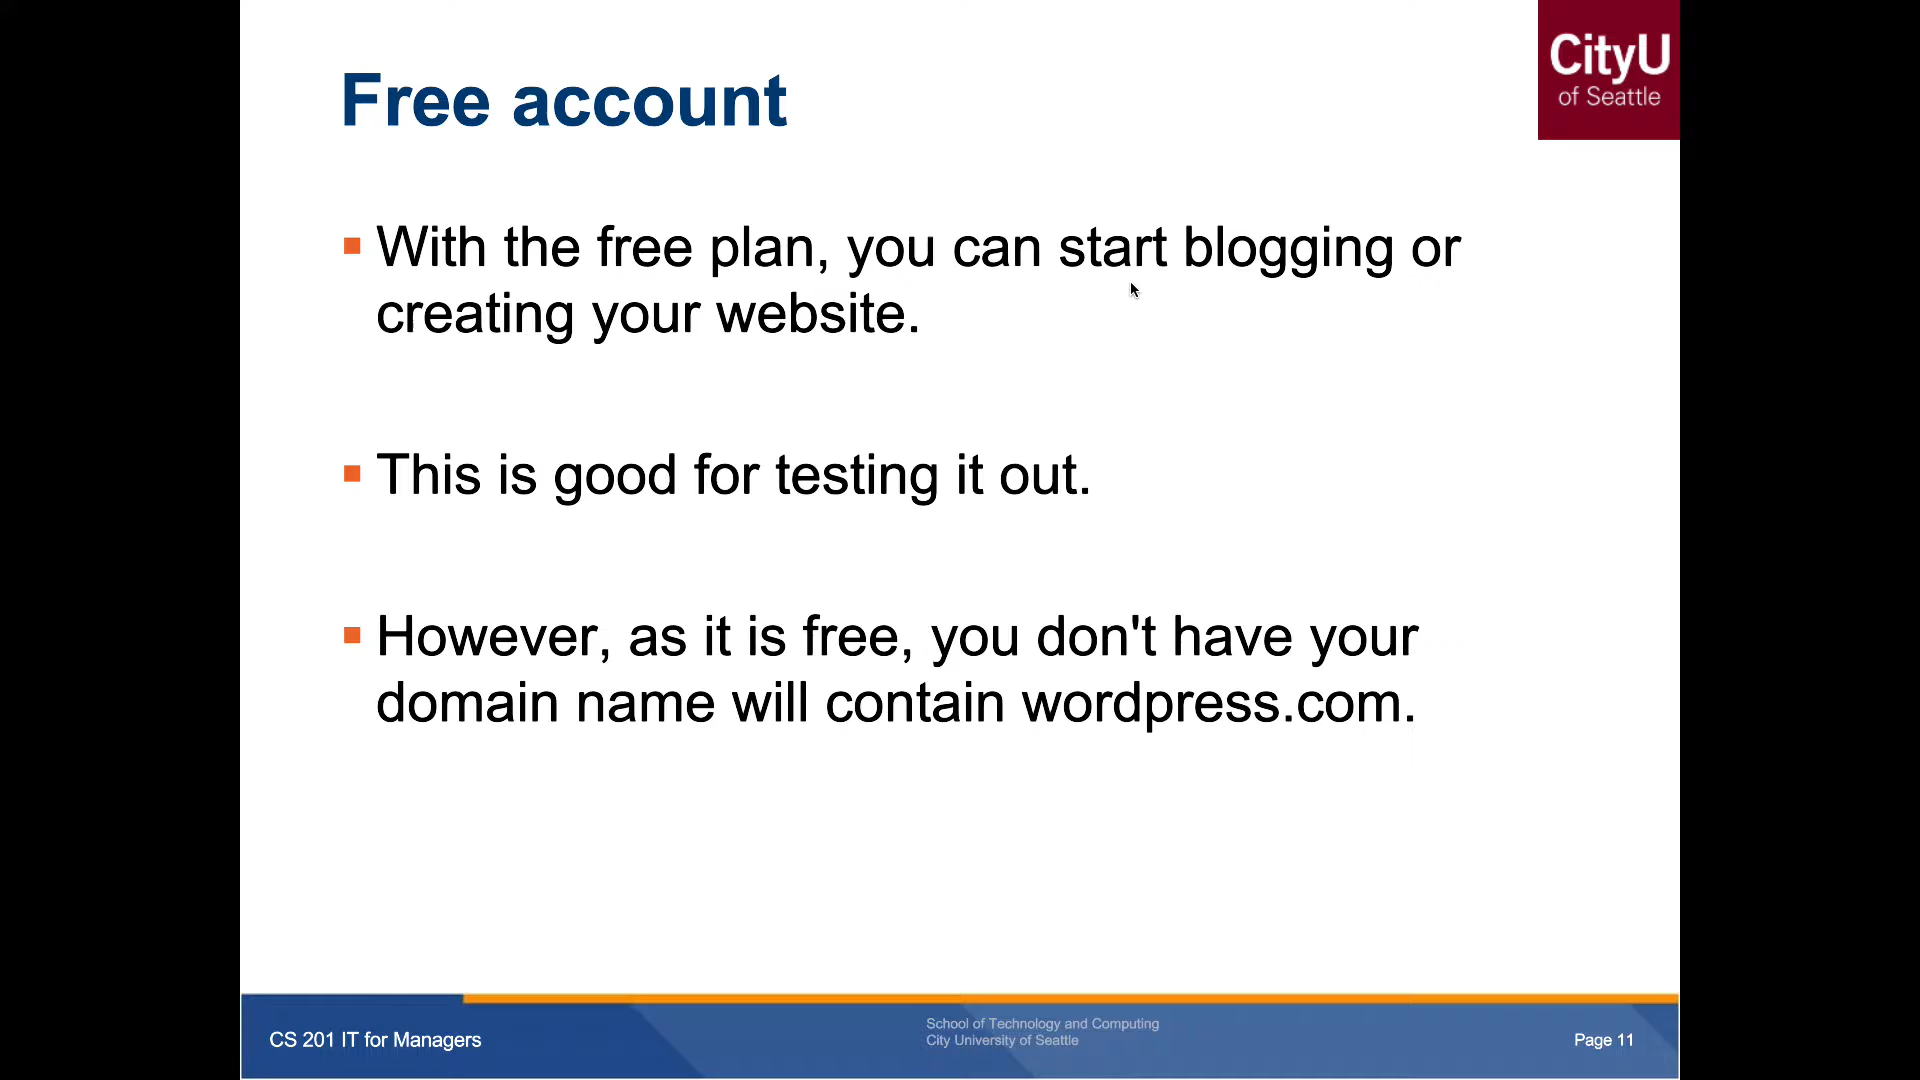 CityU
of Seattle
Free account
With the free plan, you can start blogging or
creating your website.
This is good for testing it out.
However, as it is free, you don't have your
domain name will contain wordpress.com.
CS 201 IT for Managers
School of Technology and Computing
City University of Seattle
Page 11